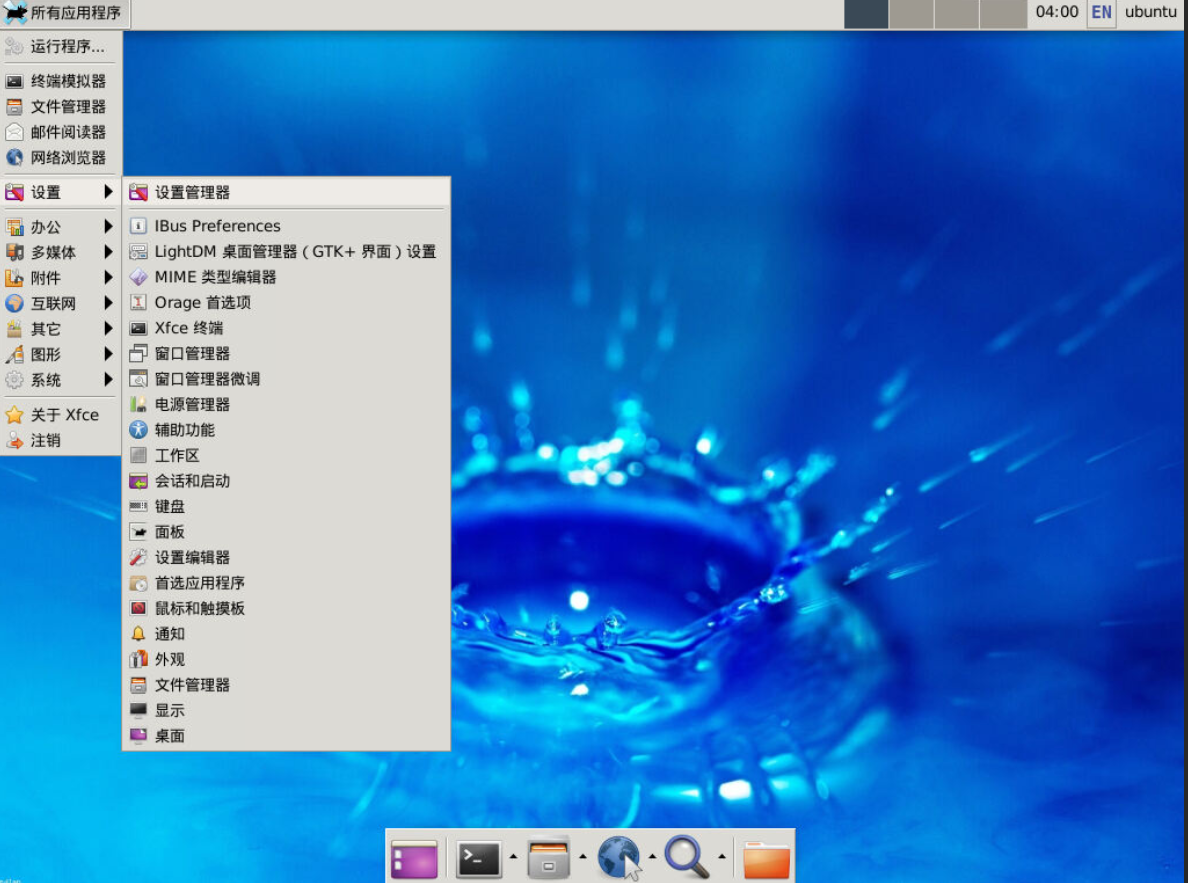 所有应用程序
04:00 EN ubuntu
运行程序...
终端模拟器
文件管理器
邮件阅读器
网络浏览器
设置
办公
多媒体
附件
互联网
其它
图形
系统
关于 Xfce
注销
设置管理器
IBus Preferences
LightDM 桌面管理器 ( GTK+ 界面 ) 设置
MIME 类型编辑器
Orage 首选项
Xfce 终端
窗口管理器
窗口管理器微调
电源管理器
辅助功能
工作区
会话和启动
键盘
面板
设置编辑器
首选应用程序
鼠标和触摸板
通知
外观
文件管理器
显示
桌面